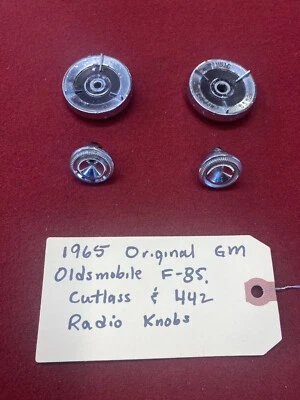 1965 Original GM
Oldsmobile F-85,
Cutlass & 442
Radio Knobs